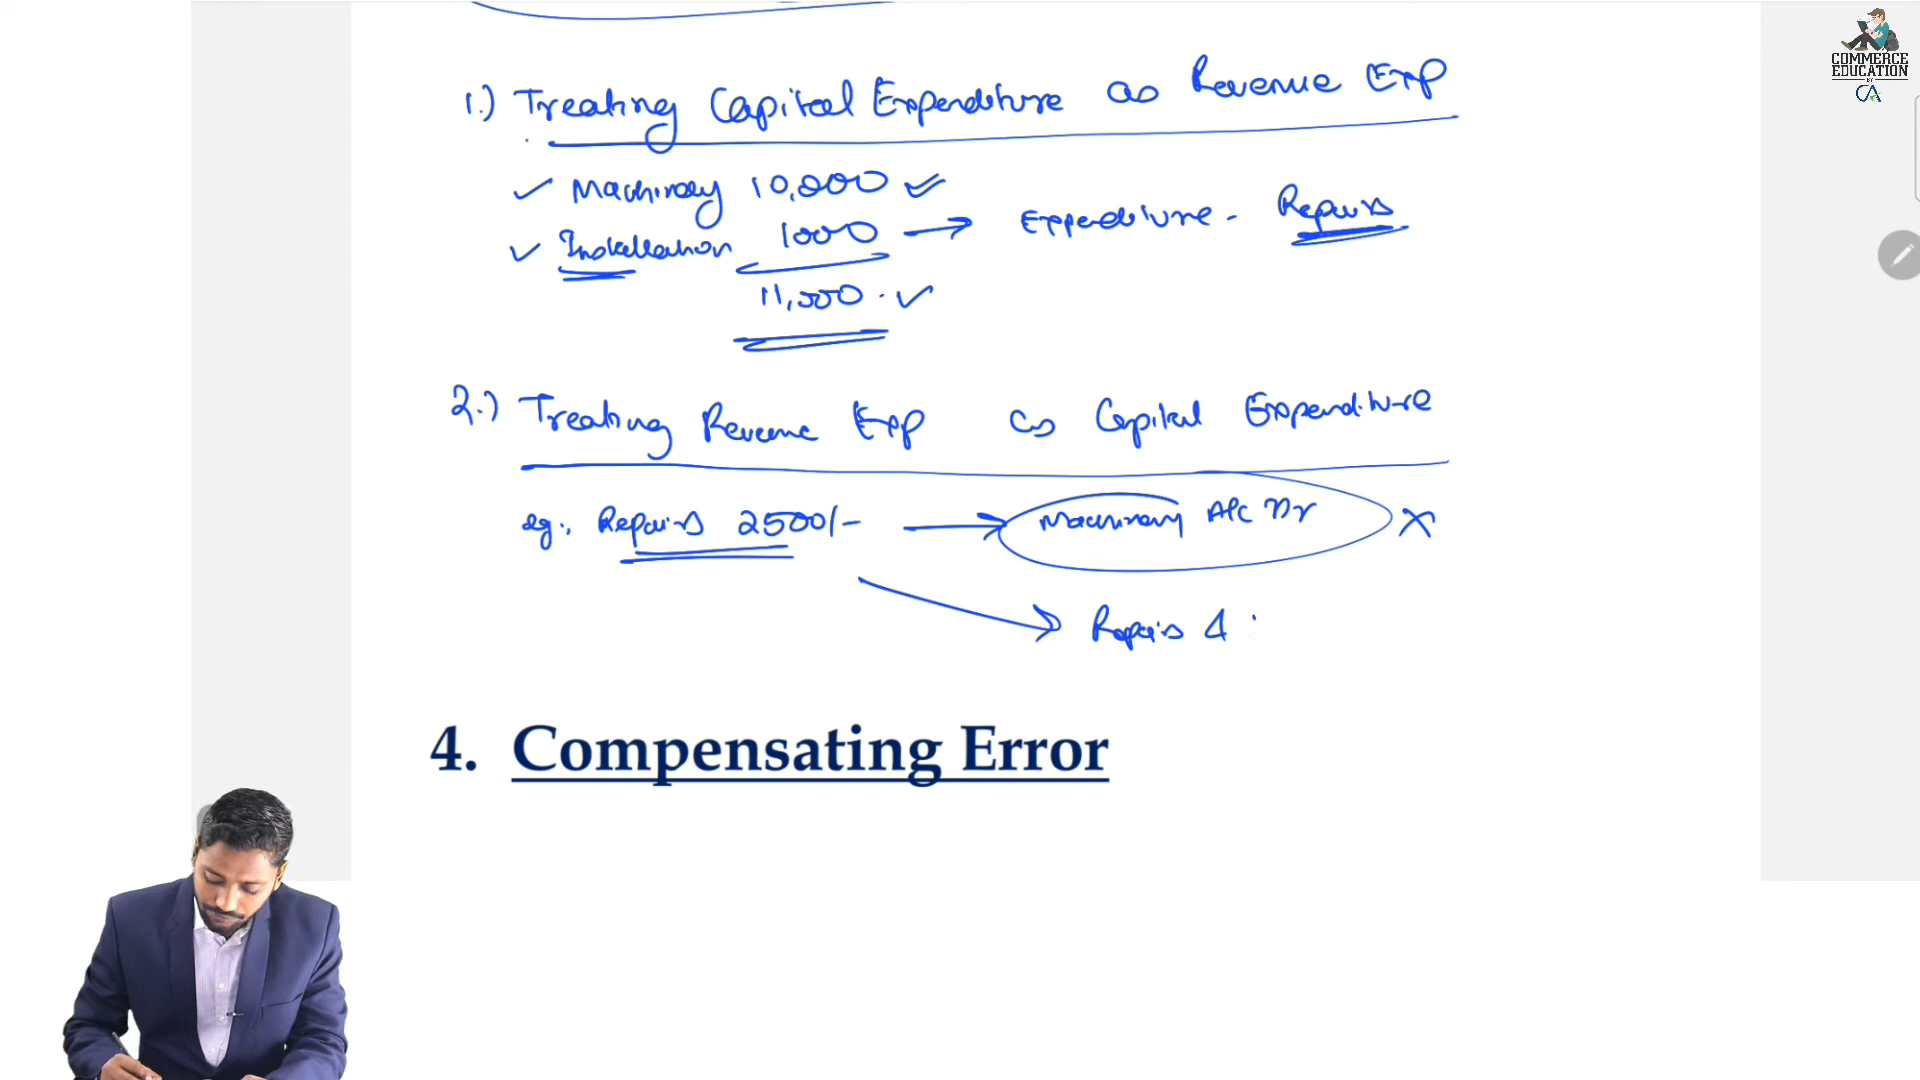 1.) Treating Capital Expenditure as Revenue Exp
✓ Machinery 10,000 ✓
✓ Installation 1000 → Expenditure - Repairs
11,000 ✓
2.) Treating Revenue Exp as Capital Expenditure
eg:, Repairs 2500/- → Machinery A/c Dr ×
→ Repairs
4. Compensating Error
COMMERCE
EDUCATION
BY
CA